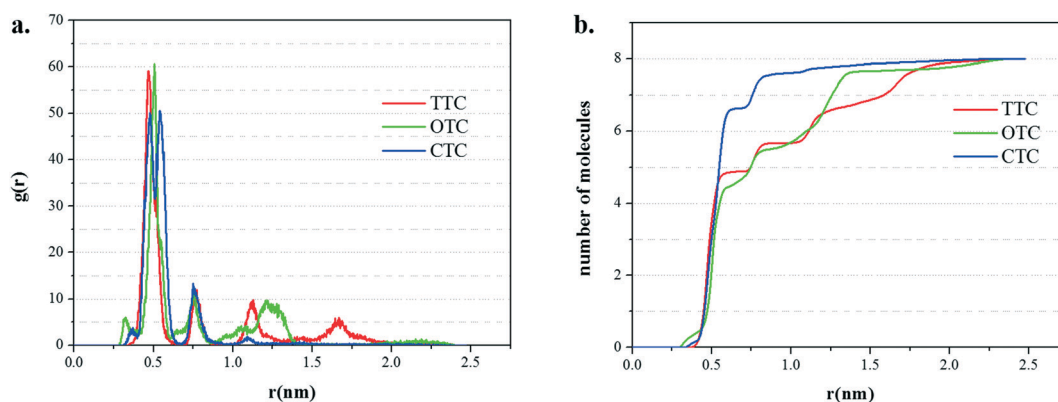 a.
g(r)
70
60
50
40
30
20
10
0
TTC
OTC
CTC
0.0 0.5 1.0 1.5 2.0 2.5
r(nm)
b.
number of molecules
8
6
4
2
0
TTC
OTC
CTC
0.0 0.5 1.0 1.5 2.0 2.5
r(nm)